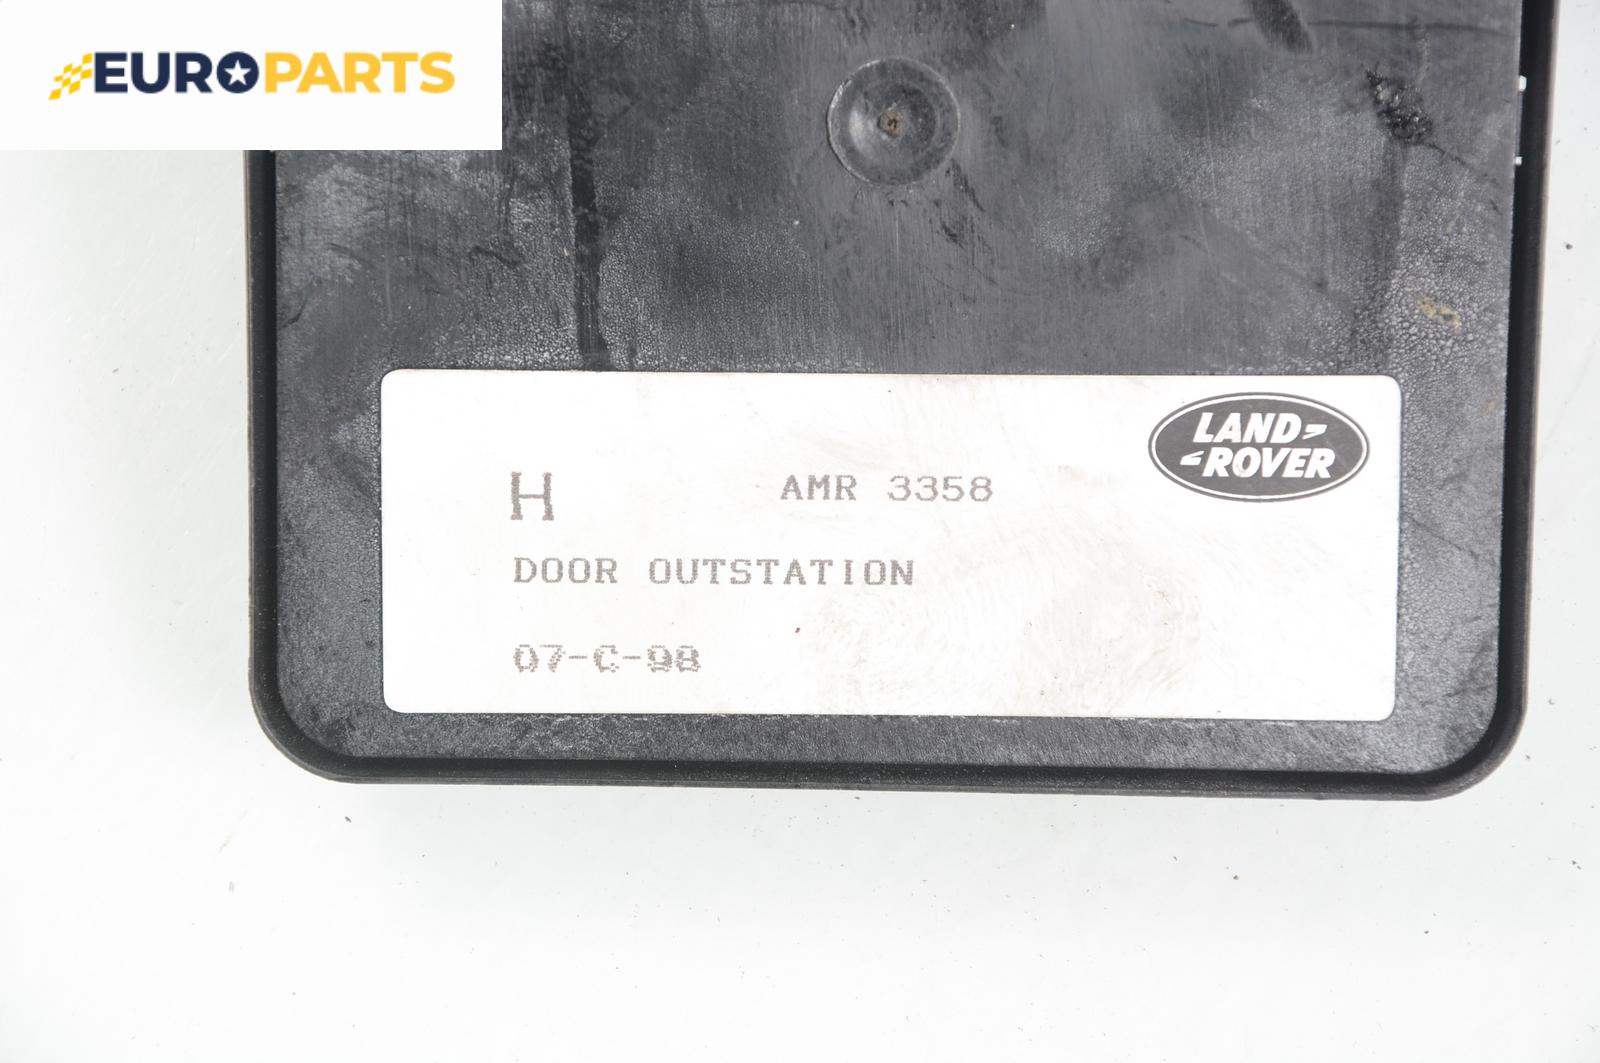 EUROPARTS
LAND-
-ROVER
H AMR 3358
DOOR OUTSTATION
07-C-98